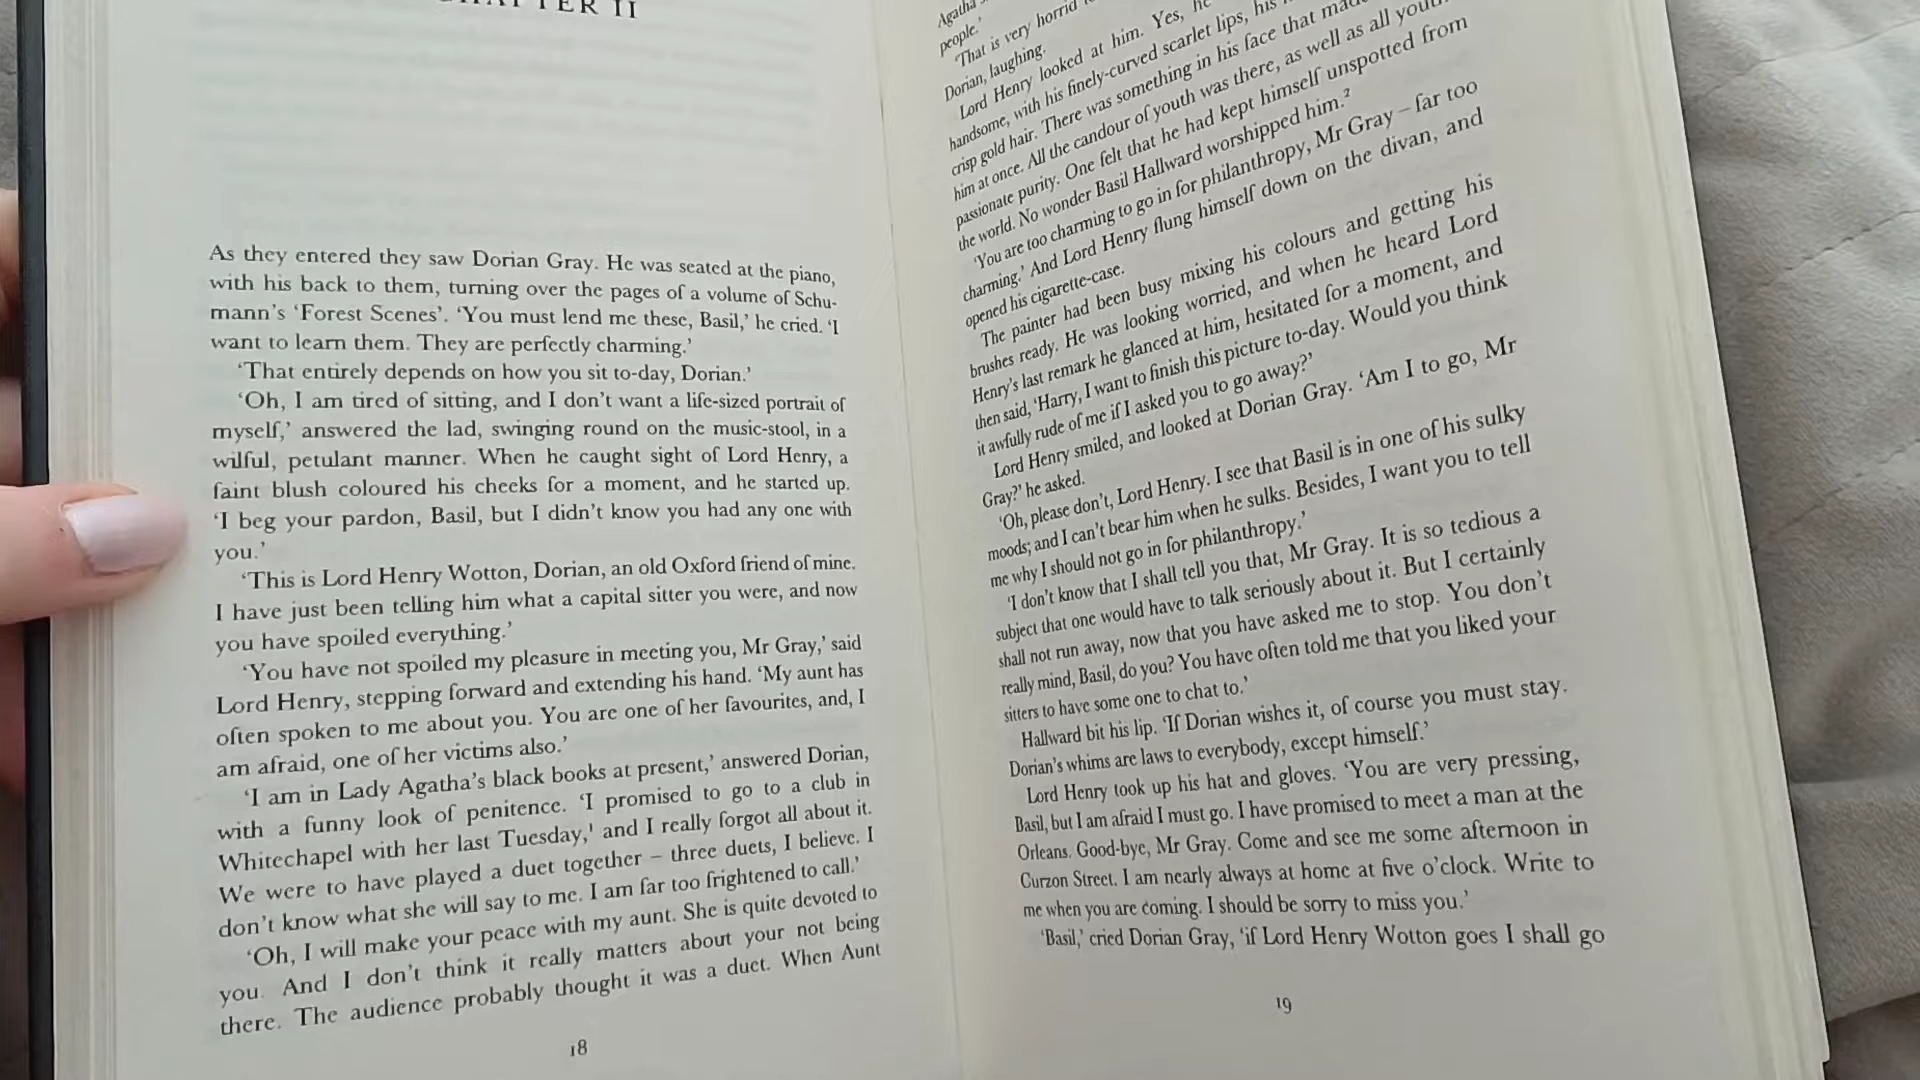 CHAPTER II
As they entered they saw Dorian Gray. He was seated at the piano,
with his back to them, turning over the pages of a volume of Schu-
mann's 'Forest Scenes'. 'You must lend me these, Basil,' he cried. 'I
want to learn them. They are perfectly charming.'
'That entirely depends on how you sit to-day, Dorian.'
'Oh, I am tired of sitting, and I don't want a life-sized portrait of
myself,' answered the lad, swinging round on the music-stool, in a
wilful, petulant manner. When he caught sight of Lord Henry, a
faint blush coloured his cheeks for a moment, and he started up.
'I beg your pardon, Basil, but I didn't know you had any one with
you.'
'This is Lord Henry Wotton, Dorian, an old Oxford friend of mine.
I have just been telling him what a capital sitter you were, and now
you have spoiled everything.'
'You have not spoiled my pleasure in meeting you, Mr Gray,' said
Lord Henry, stepping forward and extending his hand. 'My aunt has
often spoken to me about you. You are one of her favourites, and, I
am afraid, one of her victims also.'
'I am in Lady Agatha's black books at present,' answered Dorian,
with a funny look of penitence. 'I promised to go to a club in
Whitechapel with her last Tuesday,¹ and I really forgot all about it.
We were to have played a duet together – three duets, I believe. I
don't know what she will say to me. I am far too frightened to call.'
'Oh, I will make your peace with my aunt. She is quite devoted to
you. And I don't think it really matters about your not being
there. The audience probably thought it was a duet. When Aunt
18
Agatha
people.'
'That is very horrid
Dorian, laughing.
Lord Henry looked at him. Yes, he
handsome, with his finely-curved scarlet lips, his
crisp gold hair. There was something in his face that made
him at once. All the candour of youth was there, as well as all youth's
passionate purity. One felt that he had kept himself unspotted from
the world. No wonder Basil Hallward worshipped him.²
'You are too charming to go in for philanthropy, Mr Gray – far too
charming.' And Lord Henry flung himself down on the divan, and
opened his cigarette-case.
The painter had been busy mixing his colours and getting his
brushes ready. He was looking worried, and when he heard Lord
Henry's last remark he glanced at him, hesitated for a moment, and
then said, 'Harry, I want to finish this picture to-day. Would you think
it awfully rude of me if I asked you to go away?'
Lord Henry smiled, and looked at Dorian Gray. 'Am I to go, Mr
Gray?' he asked.
'Oh, please don't, Lord Henry. I see that Basil is in one of his sulky
moods; and I can't bear him when he sulks. Besides, I want you to tell
me why I should not go in for philanthropy.'
'I don't know that I shall tell you that, Mr Gray. It is so tedious a
subject that one would have to talk seriously about it. But I certainly
shall not run away, now that you have asked me to stop. You don't
really mind, Basil, do you? You have often told me that you liked your
sitters to have some one to chat to.'
Hallward bit his lip. 'If Dorian wishes it, of course you must stay.
Dorian's whims are laws to everybody, except himself.'
Lord Henry took up his hat and gloves. 'You are very pressing,
Basil, but I am afraid I must go. I have promised to meet a man at the
Orleans. Good-bye, Mr Gray. Come and see me some afternoon in
Curzon Street. I am nearly always at home at five o'clock. Write to
me when you are coming. I should be sorry to miss you.'
'Basil,' cried Dorian Gray, 'if Lord Henry Wotton goes I shall go
19